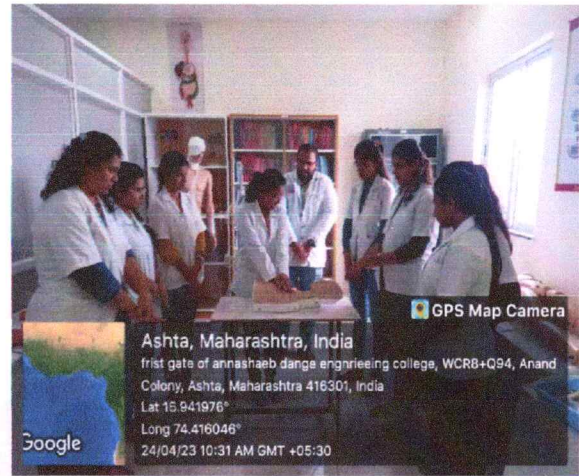 GPS Map Camera
Ashta, Maharashtra, India
frist gate of annashaeb dange engnrieeing college, WCR8+Q94, Anand
Colony, Ashta, Maharashtra 416301, India
Lat 16.941976°
Long 74.416046°
24/04/23 10:31 AM GMT +05:30
Google